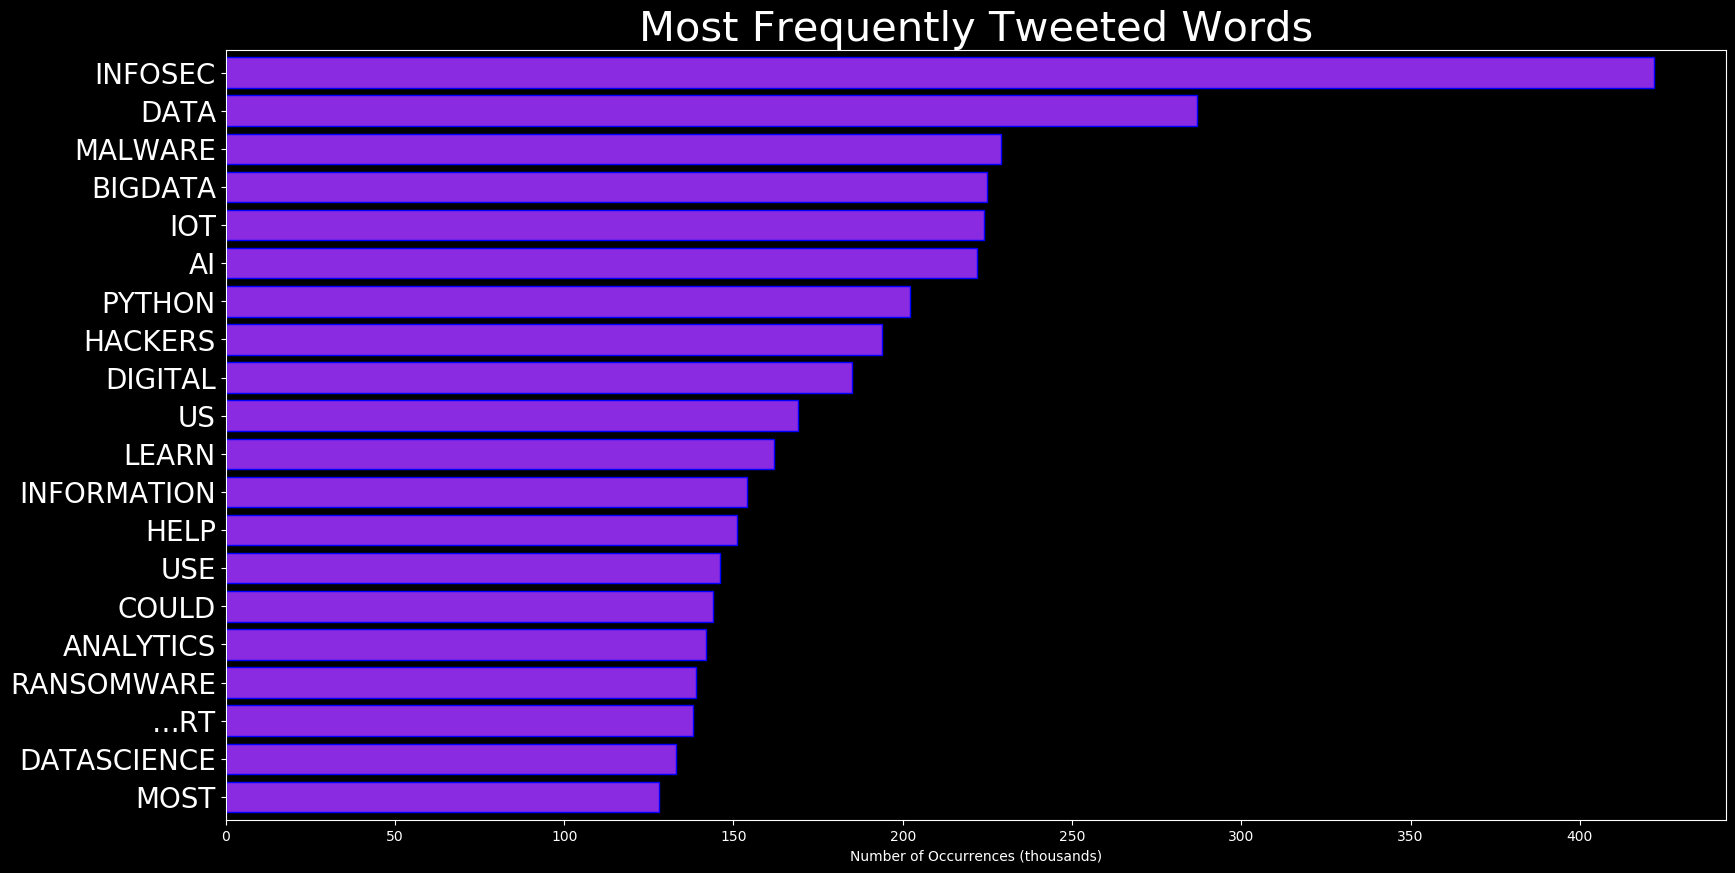 Most Frequently Tweeted Words
INFOSEC
DATA
MALWARE
BIGDATA
IOT
AI
PYTHON
HACKERS
DIGITAL
US
LEARN
INFORMATION
HELP
USE
COULD
ANALYTICS
RANSOMWARE
…RT
DATASCIENCE
MOST
0 50 100 150 200 250 300 350 400
Number of Occurrences (thousands)